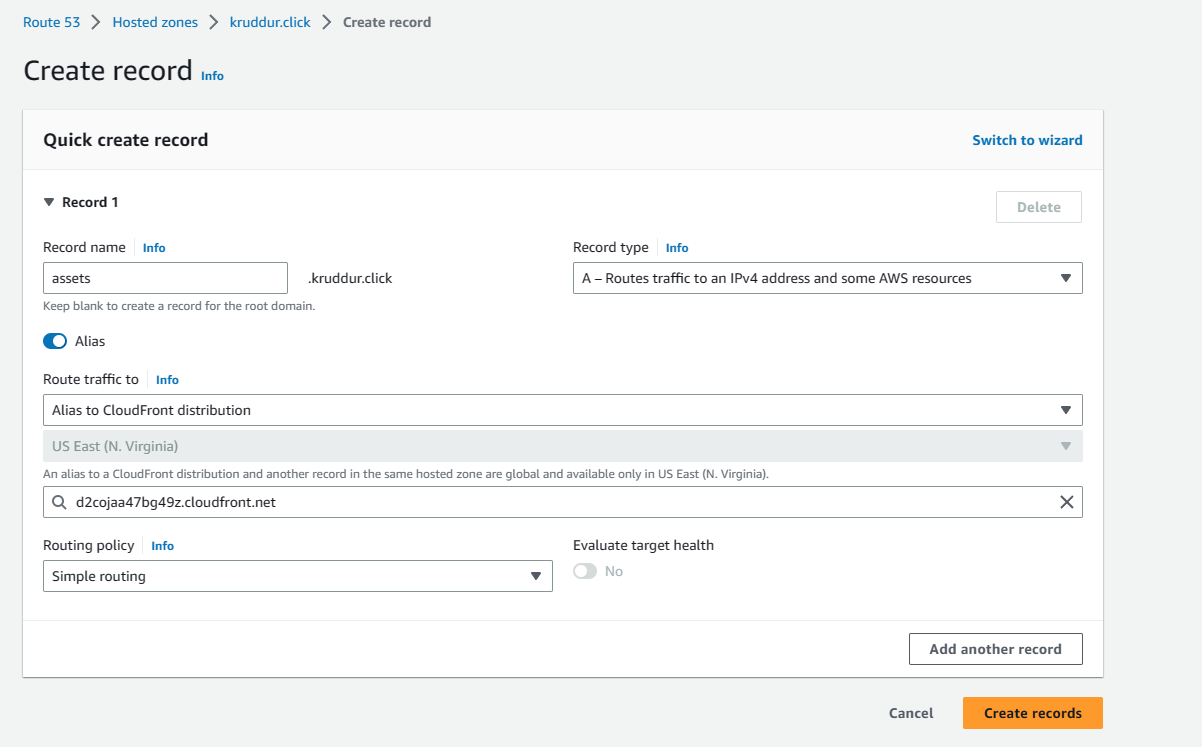 Route 53 > Hosted zones > kruddur.click > Create record
Create record Info
Quick create record Switch to wizard
Record 1
Delete
Record name Info Record type Info
assets .kruddur.click A – Routes traffic to an IPv4 address and some AWS resources
Keep blank to create a record for the root domain.
Alias
Route traffic to Info
Alias to CloudFront distribution
US East (N. Virginia)
An alias to a CloudFront distribution and another record in the same hosted zone are global and available only in US East (N. Virginia).
d2cojaa47bg49z.cloudfront.net
Routing policy Info Evaluate target health
Simple routing No
Add another record
Cancel Create records